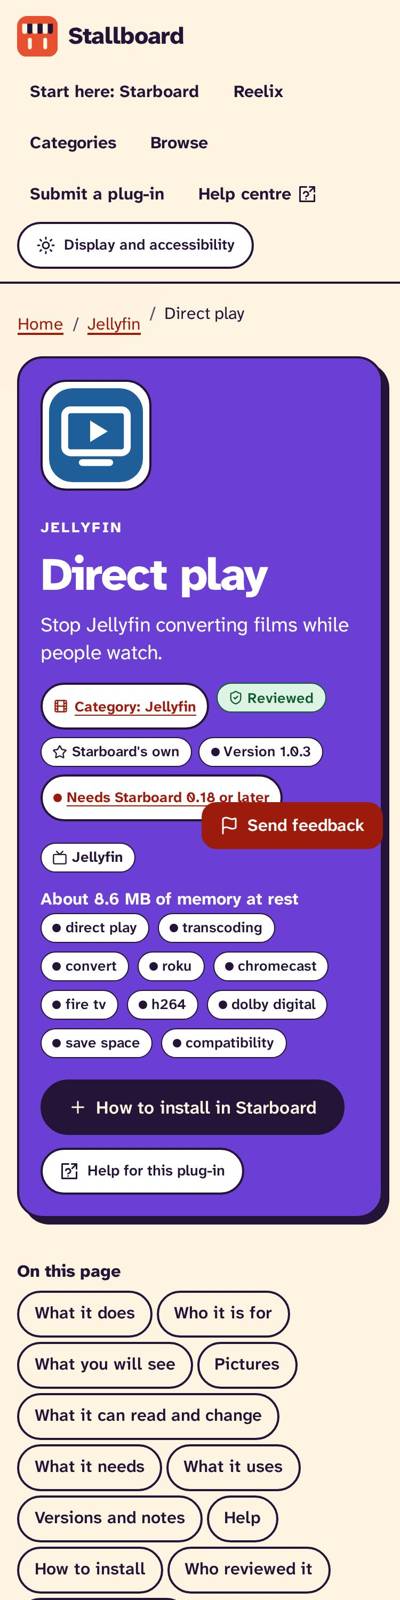 Stallboard
Start here: Starboard Reelix
Categories Browse
Submit a plug-in Help centre
Display and accessibility
Home / Jellyfin / Direct play
JELLYFIN
Direct play
Stop Jellyfin converting films while
people watch.
Category: Jellyfin Reviewed
Starboard's own Version 1.0.3
Needs Starboard 0.18 or later
Send feedback
Jellyfin
About 8.6 MB of memory at rest
direct play transcoding
convert roku chromecast
fire tv h264 dolby digital
save space compatibility
How to install in Starboard
Help for this plug-in
On this page
What it does Who it is for
What you will see Pictures
What it can read and change
What it needs What it uses
Versions and notes Help
How to install Who reviewed it